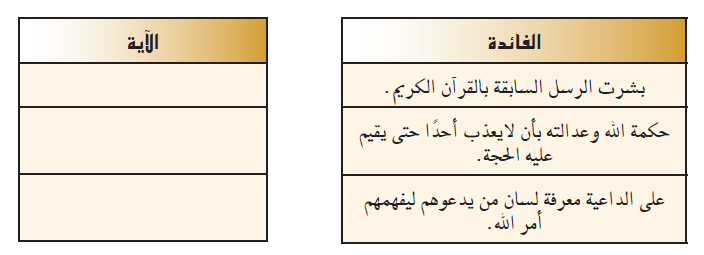 الفائدة
الآية
بشرت الرسل السابقة بالقرآن الكريم.
حكمة الله وعدالته بأن لايعذب أحدًا حتى يقيم
عليه الحجة.
على الداعية معرفة لسان من يدعوهم ليفهمهم
أمر الله.